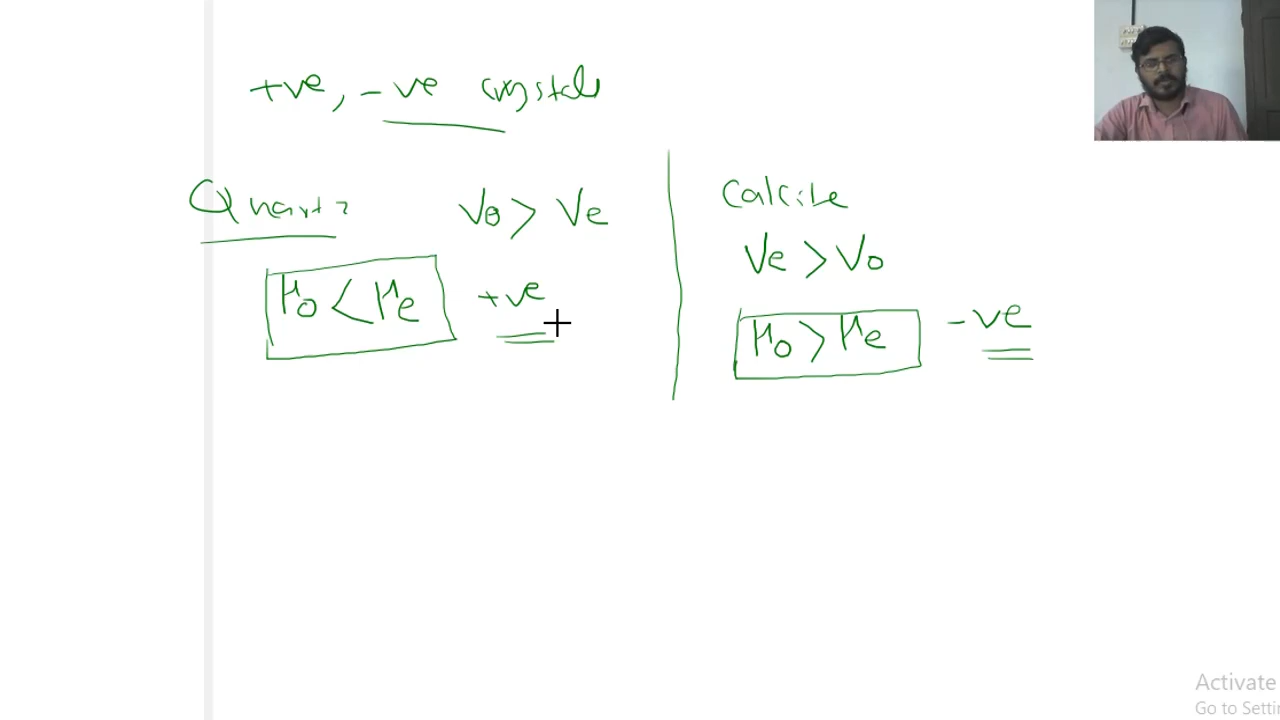 +ve, -ve crystals
Quartz
Vo > Ve
μo < μe
+ve
Calcite
Ve > Vo
μo > μe
-ve
Activate
Go to Setti